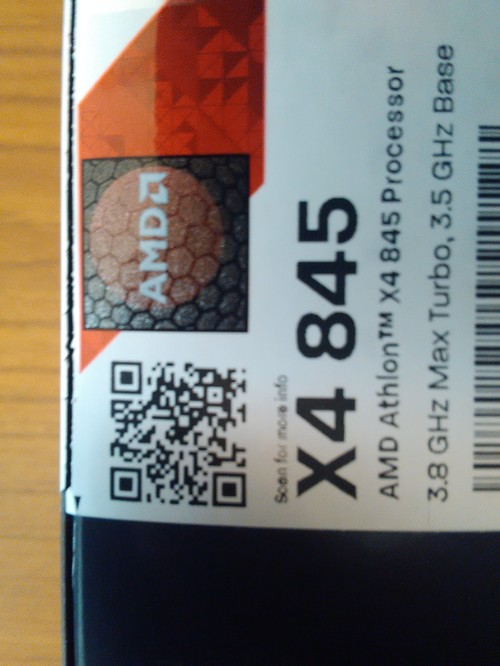 AMD
Scan for more info
X4 845
AMD Athlon™ X4 845 Processor
3.8 GHz Max Turbo, 3.5 GHz Base